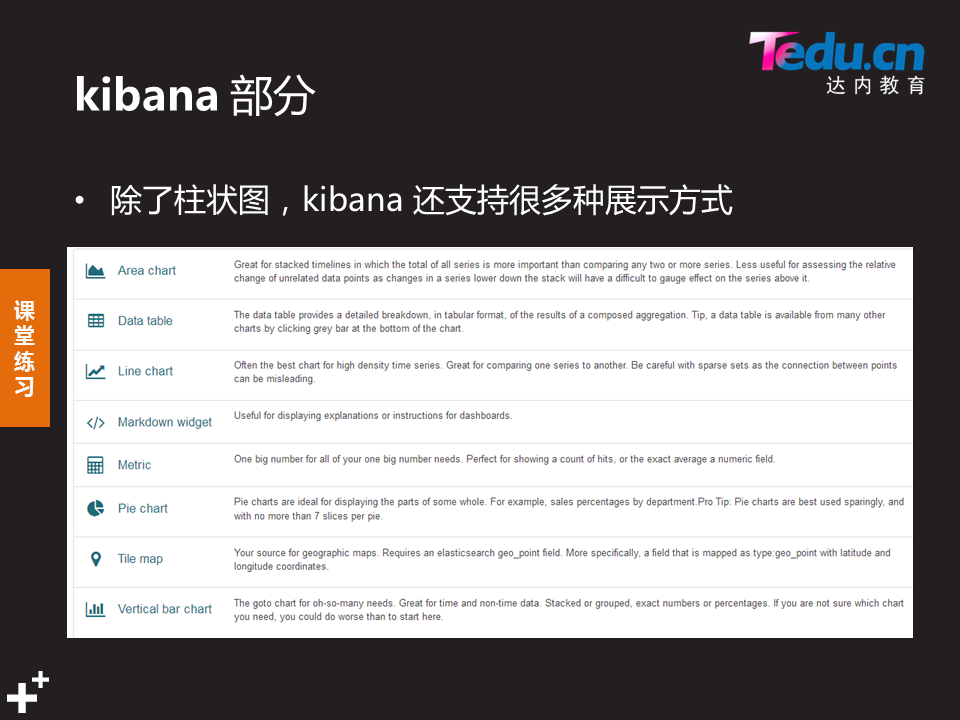 Tedu.cn
达内教育
kibana 部分
• 除了柱状图，kibana 还支持很多种展示方式
课
堂
练
习
Area chart
Great for stacked timelines in which the total of all series is more important than comparing any two or more series. Less useful for assessing the relative
change of unrelated data points as changes in a series lower down the stack will have a difficult to gauge effect on the series above it.
Data table
The data table provides a detailed breakdown, in tabular format, of the results of a composed aggregation. Tip, a data table is available from many other
charts by clicking grey bar at the bottom of the chart.
Line chart
Often the best chart for high density time series. Great for comparing one series to another. Be careful with sparse sets as the connection between points
can be misleading.
Markdown widget
Useful for displaying explanations or instructions for dashboards.
Metric
One big number for all of your one big number needs. Perfect for showing a count of hits, or the exact average a numeric field.
Pie chart
Pie charts are ideal for displaying the parts of some whole. For example, sales percentages by department.Pro Tip: Pie charts are best used sparingly, and
with no more than 7 slices per pie.
Tile map
Your source for geographic maps. Requires an elasticsearch geo_point field. More specifically, a field that is mapped as type:geo_point with latitude and
longitude coordinates.
Vertical bar chart
The goto chart for oh-so-many needs. Great for time and non-time data. Stacked or grouped, exact numbers or percentages. If you are not sure which chart
you need, you could do worse than to start here.